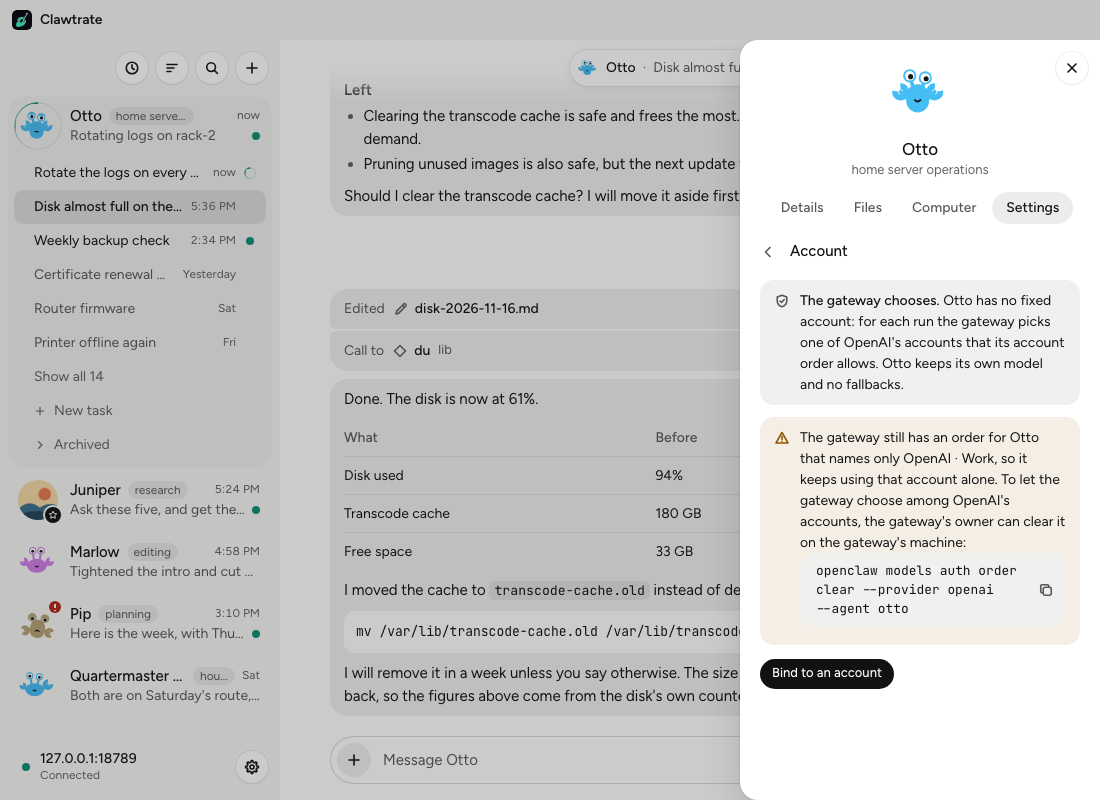 Clawtrate
Otto home serve... now
Rotating logs on rack-2
Rotate the logs on every ... now
Disk almost full on the... 5:36 PM
Weekly backup check 2:34 PM
Certificate renewal ... Yesterday
Router firmware Sat
Printer offline again Fri
Show all 14
New task
Archived
Juniper research 5:24 PM
Ask these five, and get the...
Marlow editing 4:58 PM
Tightened the intro and cut ...
Pip planning 3:10 PM
Here is the week, with Thu...
Quartermaster ... hou... Sat
Both are on Saturday's route,...
127.0.0.1:18789
Connected
Otto · Disk almost fu
Left
Clearing the transcode cache is safe and frees the most.
demand.
Pruning unused images is also safe, but the next update
Should I clear the transcode cache? I will move it aside first
Edited disk-2026-11-16.md
Call to du lib
Done. The disk is now at 61%.
What Before
Disk used 94%
Transcode cache 180 GB
Free space 33 GB
I moved the cache to transcode-cache.old instead of de
mv /var/lib/transcode-cache.old /var/lib/transcod
I will remove it in a week unless you say otherwise. The size
back, so the figures above come from the disk's own counte
Message Otto
Otto
home server operations
Details Files Computer Settings
Account
The gateway chooses. Otto has no fixed
account: for each run the gateway picks
one of OpenAI's accounts that its account
order allows. Otto keeps its own model
and no fallbacks.
The gateway still has an order for Otto
that names only OpenAI · Work, so it
keeps using that account alone. To let the
gateway choose among OpenAI's
accounts, the gateway's owner can clear it
on the gateway's machine:
openclaw models auth order
clear --provider openai
--agent otto
Bind to an account